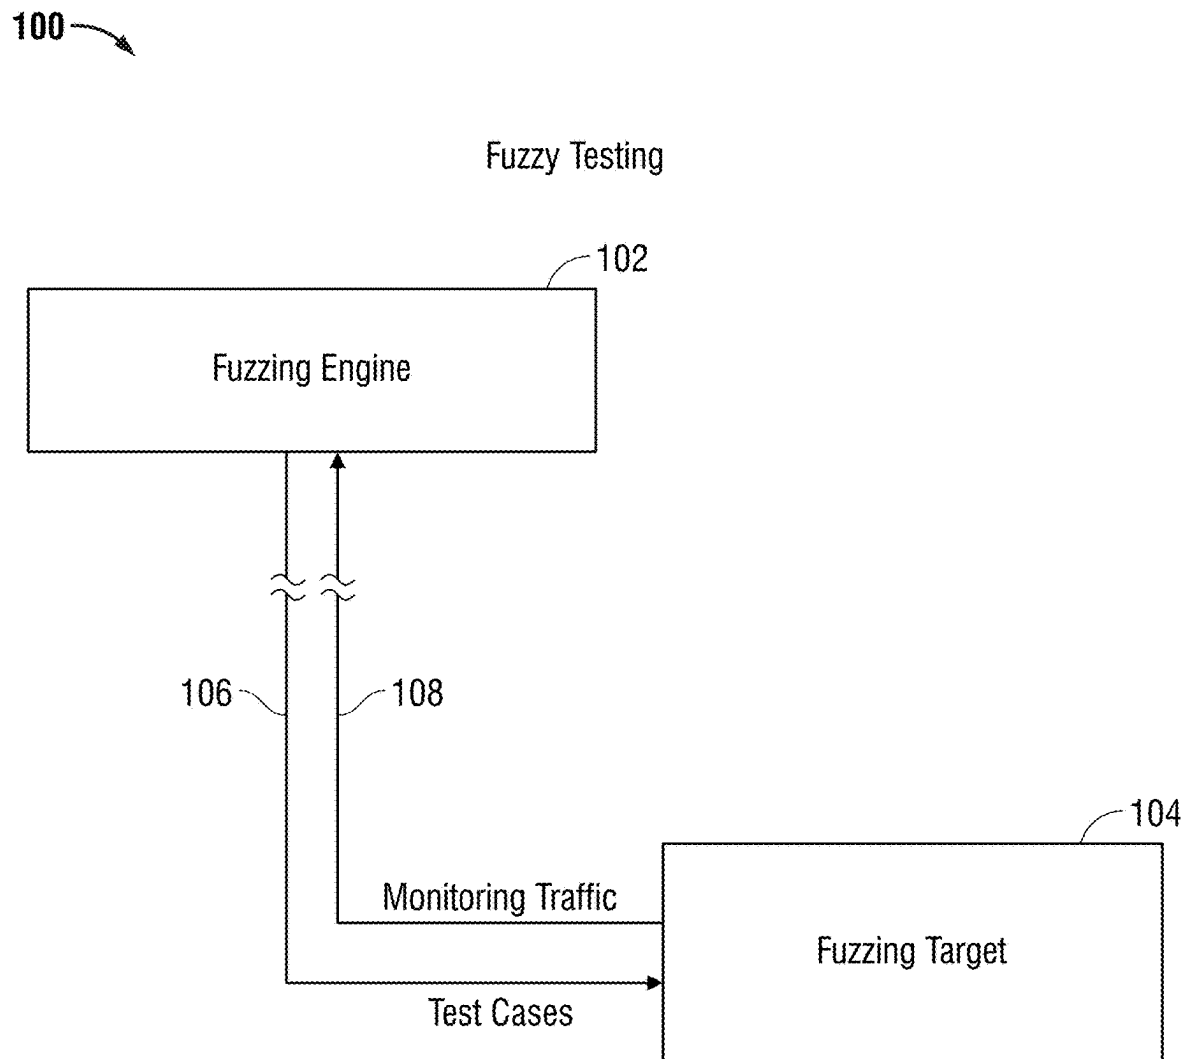 100
Fuzzy Testing
102
Fuzzing Engine
106
108
104
Monitoring Traffic
Fuzzing Target
Test Cases